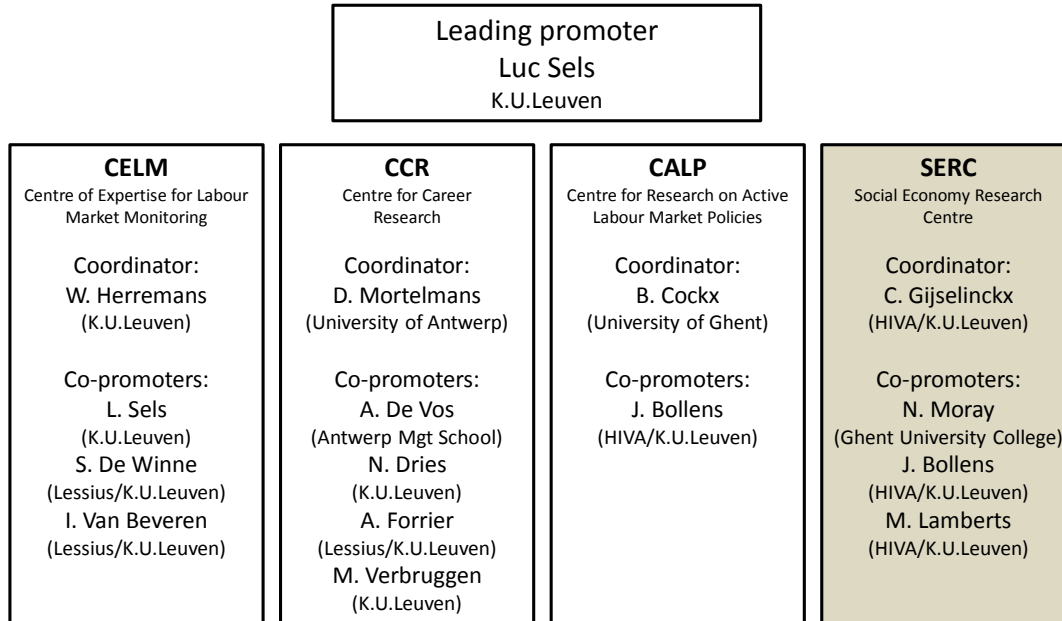 Leading promoter
Luc Sels
K.U.Leuven
CELM
Centre of Expertise for Labour
Market Monitoring
Coordinator:
W. Herremans
(K.U.Leuven)
Co-promoters:
L. Sels
(K.U.Leuven)
S. De Winne
(Lessius/K.U.Leuven)
I. Van Beveren
(Lessius/K.U.Leuven)
CCR
Centre for Career
Research
Coordinator:
D. Mortelmans
(University of Antwerp)
Co-promoters:
A. De Vos
(Antwerp Mgt School)
N. Dries
(K.U.Leuven)
A. Forrier
(Lessius/K.U.Leuven)
M. Verbruggen
(K.U.Leuven)
CALP
Centre for Research on Active
Labour Market Policies
Coordinator:
B. Cockx
(University of Ghent)
Co-promoters:
J. Bollens
(HIVA/K.U.Leuven)
SERC
Social Economy Research
Centre
Coordinator:
C. Gijselinckx
(HIVA/K.U.Leuven)
Co-promoters:
N. Moray
(Ghent University College)
J. Bollens
(HIVA/K.U.Leuven)
M. Lamberts
(HIVA/K.U.Leuven)